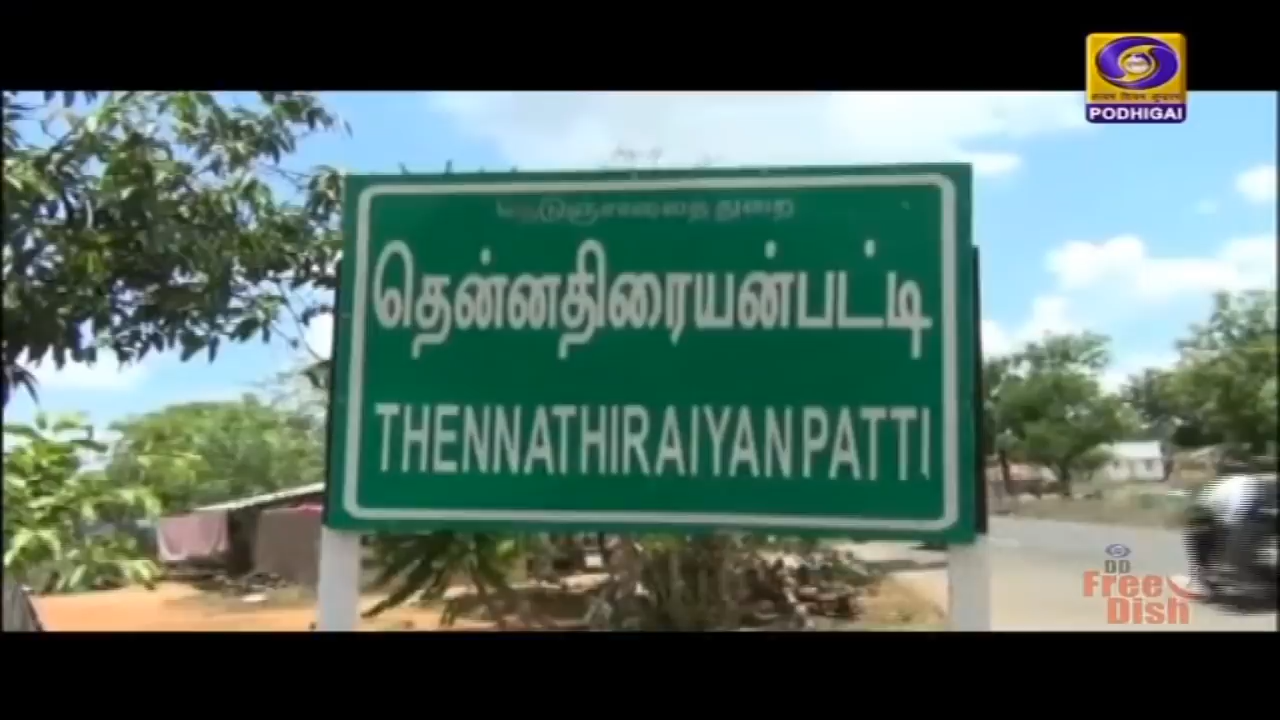 PODHIGAI
நெடுஞ்சாலைத் துறை
தென்னதிரையன்பட்டி
THENNATHIRAIYANPATTI
DD
Free
Dish